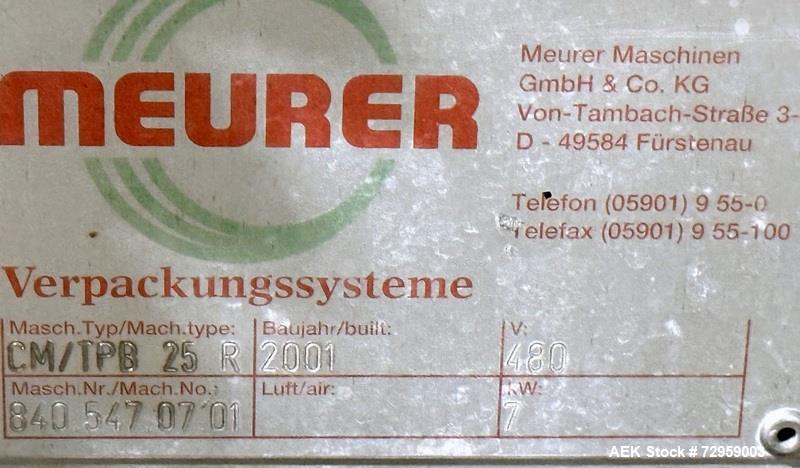 MEURER
Verpackungssysteme
Meurer Maschinen
GmbH & Co. KG
Von-Tambach-Straße 3-
D - 49584 Fürstenau
Telefon (05901) 9 55-0
Telefax (05901) 9 55-100
Masch.Typ/Mach.type: Baujahr/built: V:
CM/TPB 25 R 2001 480
Masch.Nr./Mach.No.: Luft/air: kW:
840 547 07 01 7
AEK Stock # 72959003